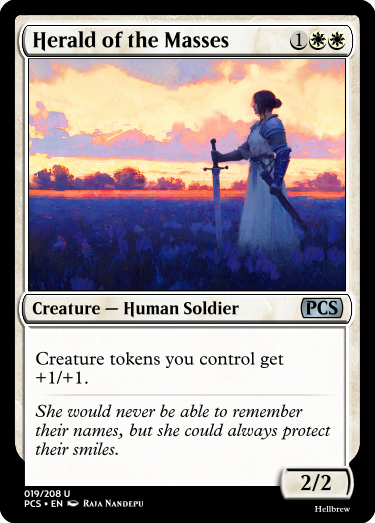 Herald of the Masses 1
Creature — Human Soldier PCS
Creature tokens you control get
+1/+1.
She would never be able to remember
their names, but she could always protect
their smiles.
2/2
019/208 U
PCS • EN Raja Nandepu
Hellbrew